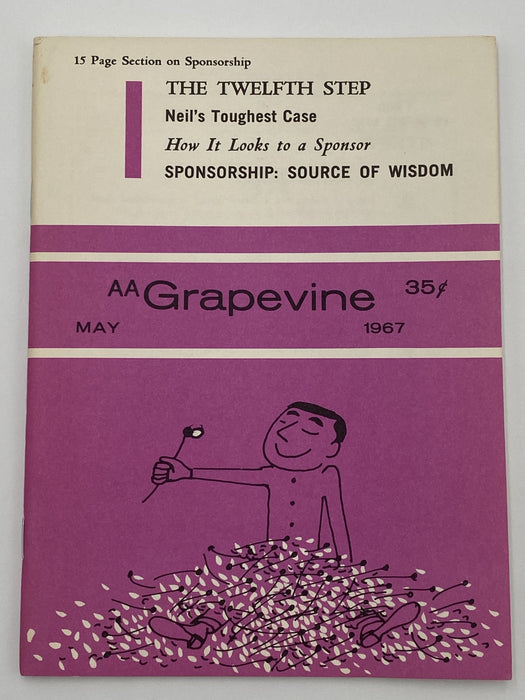 15 Page Section on Sponsorship
THE TWELFTH STEP
Neil's Toughest Case
How It Looks to a Sponsor
SPONSORSHIP: SOURCE OF WISDOM
AA Grapevine 35¢
MAY 1967